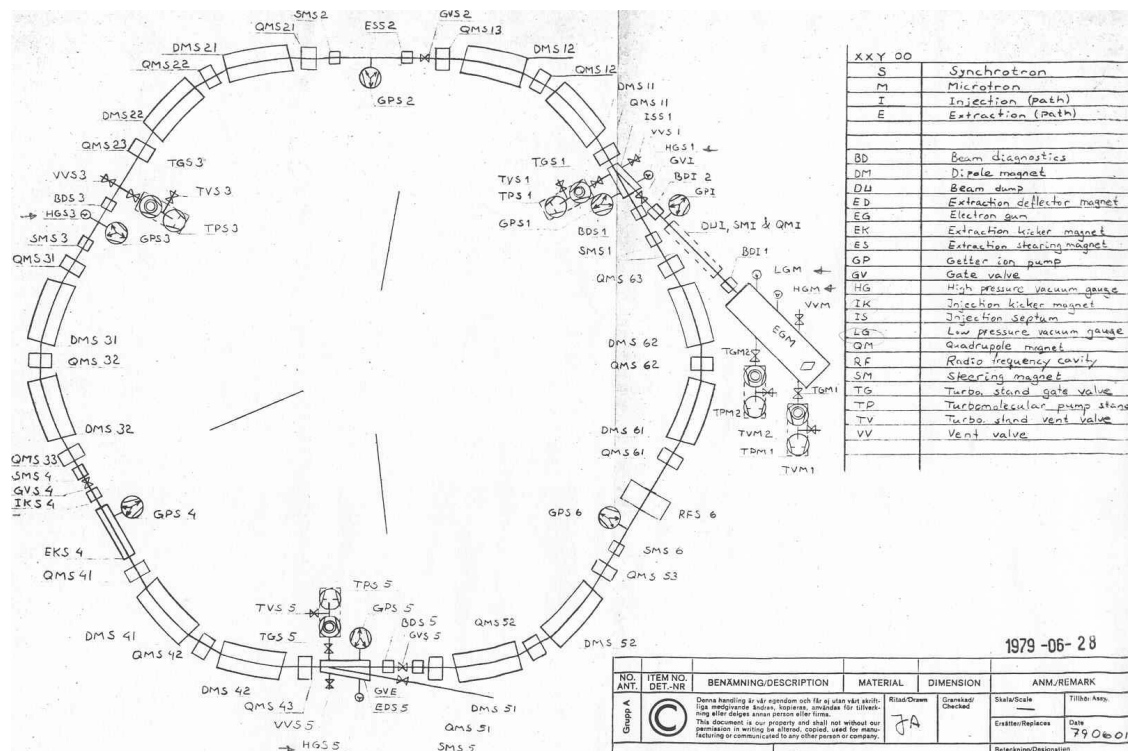 SMS 2
GVS 2
QMS 21
ESS 2
QMS 13
DMS 21
DMS 12
QMS 22
QMS 12
GPS 2
DMS 11
DMS 22
QMS 11
ISS 1
VVS 1
QMS 23
HGS 1
TGS 3
TGS 1
GVI
VVS 3
TVS 3
TVS 1
BDI 2
BDS 3
TPS 1
GPI
HGS 3
GPS 1
GPS 3
TPS 3
BDS 1
DUI, SMI & QMI
SMS 3
SMS 1
BDI 1
QMS 31
QMS 63
LGM
HGM
VVM
EGM
DMS 31
DMS 62
TGM2
QMS 32
QMS 62
TGM1
TPM2
DMS 32
DMS 61
TVM 2
QMS 33
QMS 61
TPM 1
SMS 4
TVM 1
GVS 4
IKS 4
GPS 4
GPS 6
RFS 6
EKS 4
SMS 6
QMS 41
QMS 53
TPS 5
TVS 5
GPS 5
BDS 5
QMS 52
DMS 41
TGS 5
GVS 5
DMS 52
QMS 42
DMS 42
GVE
QMS 43
EDS 5
DMS 51
VVS 5
QMS 51
HGS 5
SMS 5
XXY 00
S Synchrotron
M Microtron
I Injection (path)
E Extraction (path)
BD Beam diagnostics
DM Dipole magnet
DU Beam dump
ED Extraction deflector magnet
EG Electron gun
EK Extraction kicker magnet
ES Extraction stearing magnet
GP Getter ion pump
GV Gate valve
HG High pressure vacuum gauge
IK Injection kicker magnet
IS Injection septum
LG Low pressure vacuum gauge
QM Quadrupole magnet
RF Radio frequency cavity
SM Steering magnet
TG Turbo. stand gate valve
TP Turbomolecular pump stand
TV Turbo. stand vent valve
VV Vent valve
1979-06-28
NO. ANT.
ITEM NO. DET.-NR
BENÄMNING/DESCRIPTION
MATERIAL
DIMENSION
ANM./REMARK
Grupp A
C
Denna handling är vår egendom och får ej utan vårt skrift-
liga medgivande ändras, kopieras, användas för tillverk-
ning eller delges annan person eller firma.
This document is our property and shall not without our
permission in writing be altered, copied, used for manu-
facturing or communicated to any other person or company.
Ritad/Drawn
JA
Granskad/
Checked
Skala/Scale
Tillhör/Assy.
Ersätter/Replaces
Date
790601
Beteckning/Designation